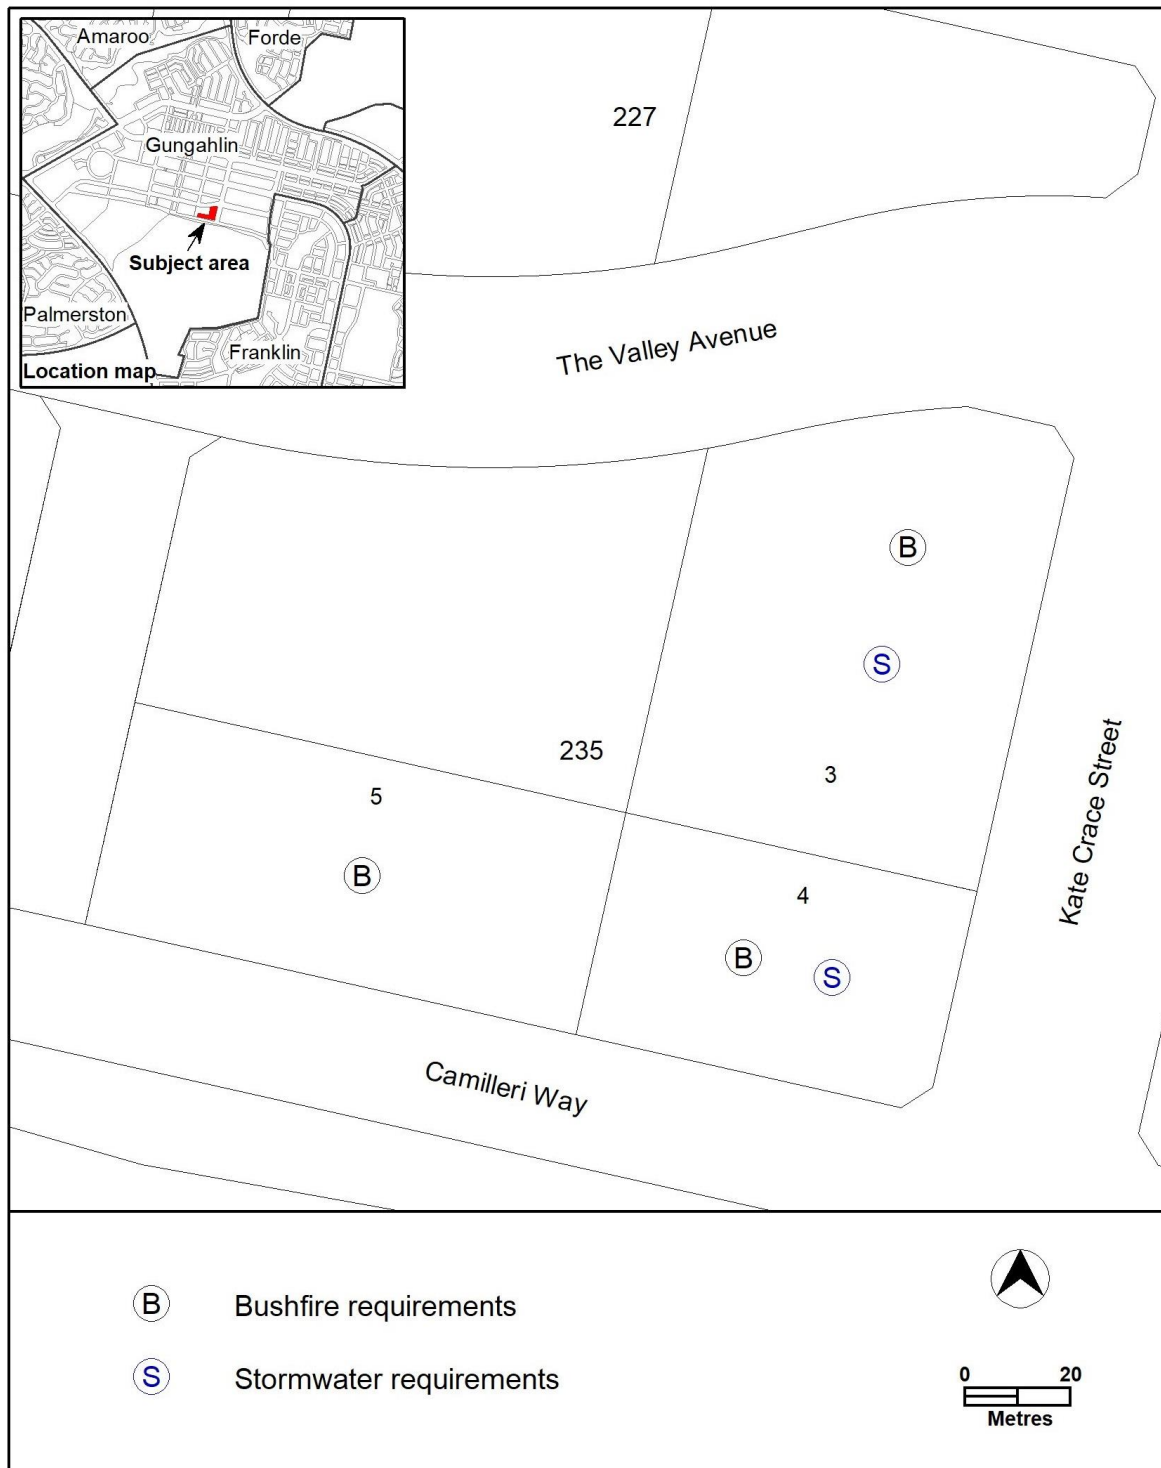 Amaroo
Forde
Gungahlin
Subject area
Palmerston
Franklin
Location map
227
The Valley Avenue
B
S
235
3
5
Kate Crace Street
B
4
B
S
Camilleri Way
B Bushfire requirements
S Stormwater requirements
0 20
Metres